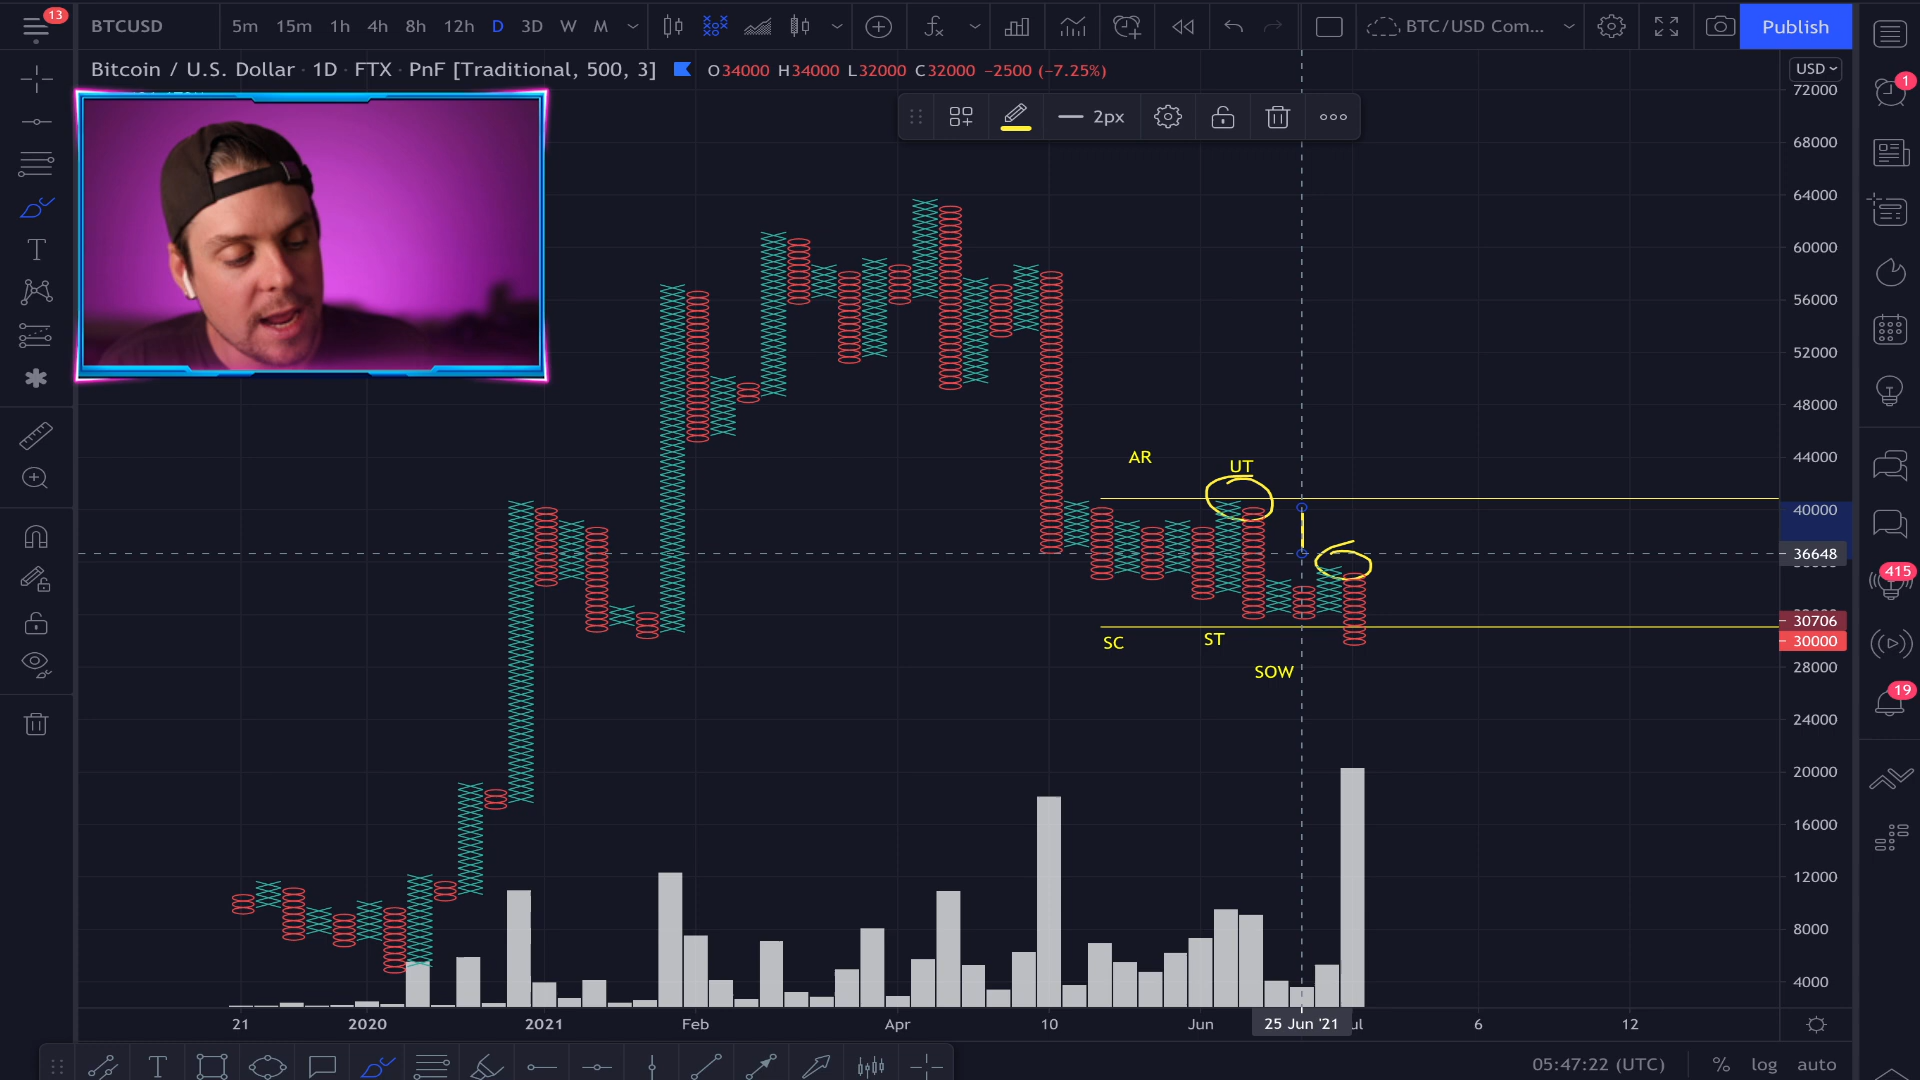 13
BTCUSD
5m 15m 1h 4h 8h 12h D 3D W M
BTC/USD Com...
Publish
Bitcoin / U.S. Dollar · 1D · FTX · PnF [Traditional, 500, 3]
O34000 H34000 L32000 C32000 −2500 (−7.25%)
USD
1
2px
72000
68000
64000
60000
56000
52000
48000
44000
40000
36648
30706
30000
28000
24000
20000
16000
12000
8000
4000
AR
UT
SC
ST
SOW
415
19
21 2020 2021 Feb Apr 10 Jun 25 Jun '21 ul 6 12
T
05:47:22 (UTC) % log auto